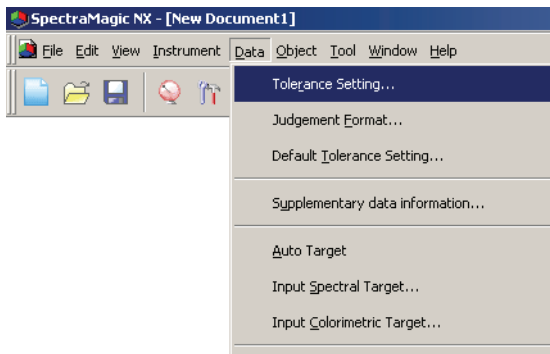 SpectraMagic NX - [New Document1]
File Edit View Instrument Data Object Tool Window Help
Tolerance Setting...
Judgement Format...
Default Tolerance Setting...
Supplementary data information...
Auto Target
Input Spectral Target...
Input Colorimetric Target...